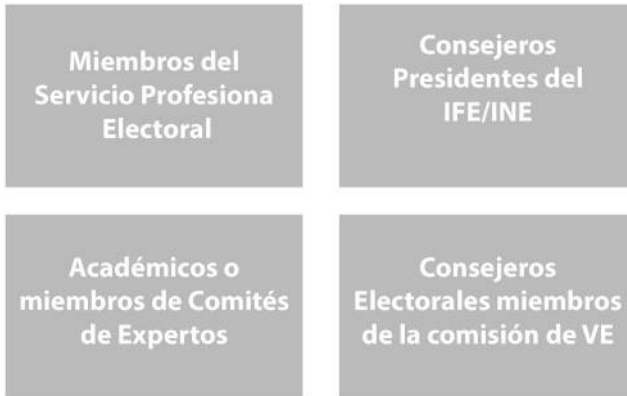 Miembros del
Servicio Profesiona
Electoral
Consejeros
Presidentes del
IFE/INE
Académicos o
miembros de Comités
de Expertos
Consejeros
Electorales miembros
de la comisión de VE